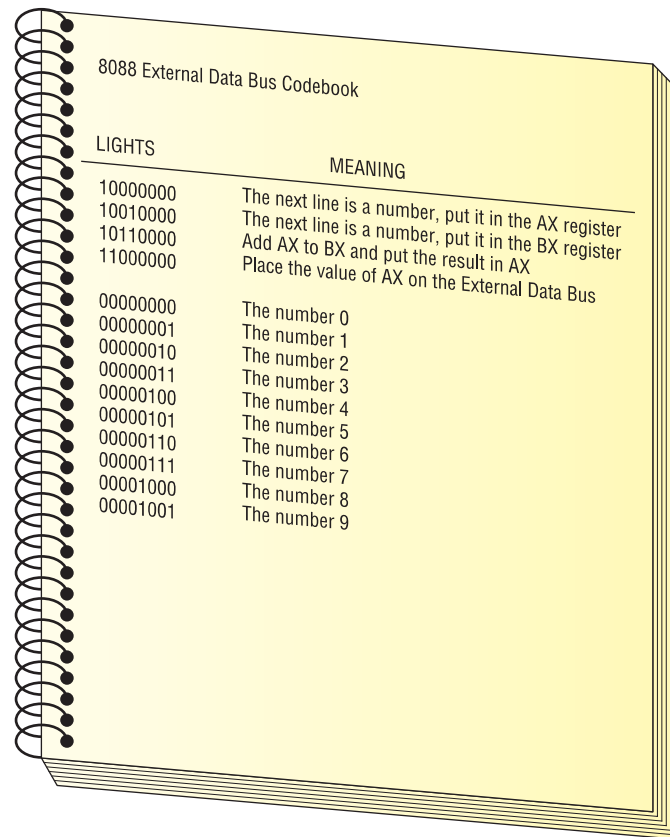 8088 External Data Bus Codebook
LIGHTS MEANING
10000000 The next line is a number, put it in the AX register
10010000 The next line is a number, put it in the BX register
10110000 Add AX to BX and put the result in AX
11000000 Place the value of AX on the External Data Bus
00000000 The number 0
00000001 The number 1
00000010 The number 2
00000011 The number 3
00000100 The number 4
00000101 The number 5
00000110 The number 6
00000111 The number 7
00001000 The number 8
00001001 The number 9